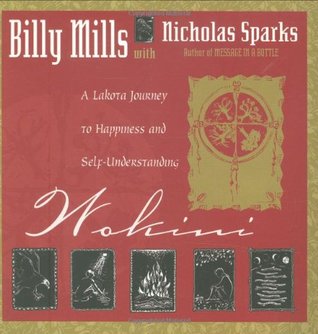 Billy Mills
with
Nicholas Sparks
Author of MESSAGE IN A BOTTLE
A Lakota Journey
to Happiness and
Self-Understanding
Wokini